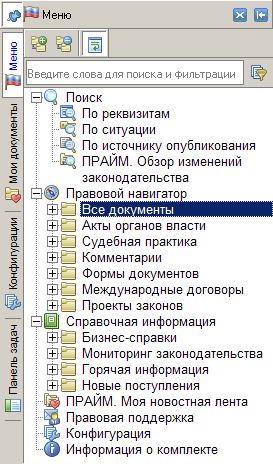 Меню
Введите слова для поиска и фильтрации
Поиск
По реквизитам
По ситуации
По источнику опубликования
ПРАЙМ. Обзор изменений
законодательства
Правовой навигатор
Все документы
Акты органов власти
Судебная практика
Комментарии
Формы документов
Международные договоры
Проекты законов
Справочная информация
Бизнес-справки
Мониторинг законодательства
Горячая информация
Новые поступления
ПРАЙМ. Моя новостная лента
Правовая поддержка
Конфигурация
Информация о комплекте
Меню
Мои документы
Конфигурации
Панель задач